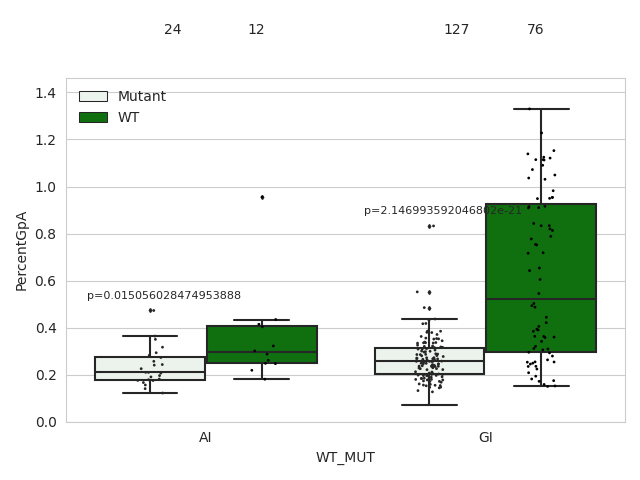 24 12 127 76
1.4
Mutant
WT
1.2
1.0
p=2.146993592046802e-21
0.8
PercentGpA
0.6
p=0.015056028474953888
0.4
0.2
0.0
AI GI
WT_MUT